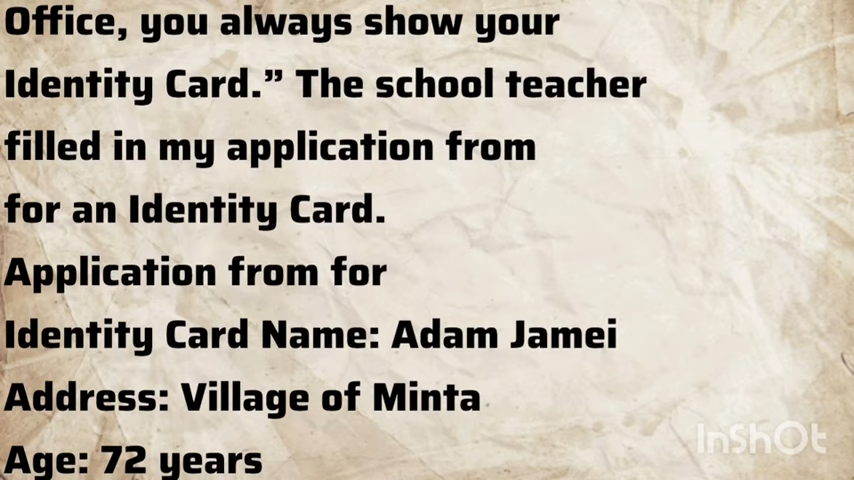 Office, you always show your
Identity Card.” The school teacher
filled in my application from
for an Identity Card.
Application from for
Identity Card Name: Adam Jamei
Address: Village of Minta
Age: 72 years
InShOt